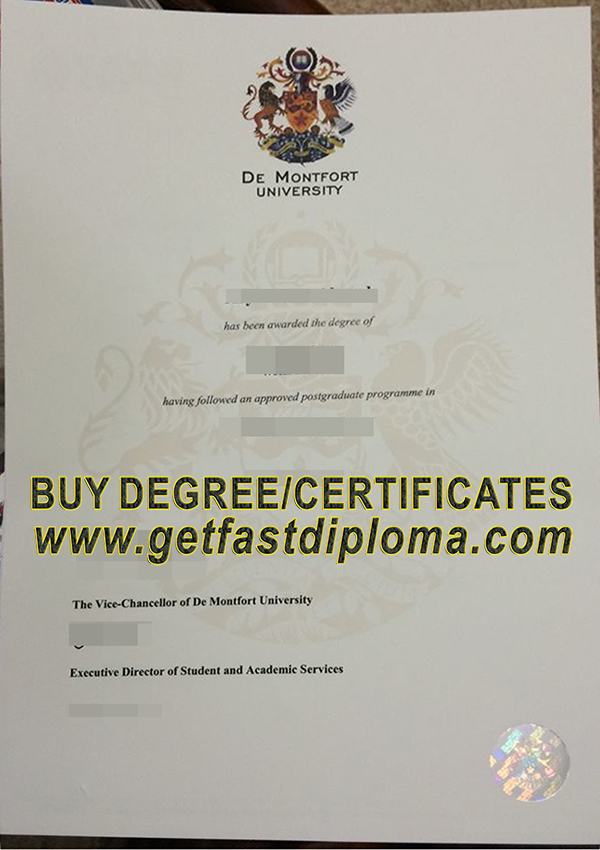 DE MONTFORT
UNIVERSITY
has been awarded the degree of
having followed an approved postgraduate programme in
BUY DEGREE/CERTIFICATES
www.getfastdiploma.com
The Vice-Chancellor of De Montfort University
Executive Director of Student and Academic Services